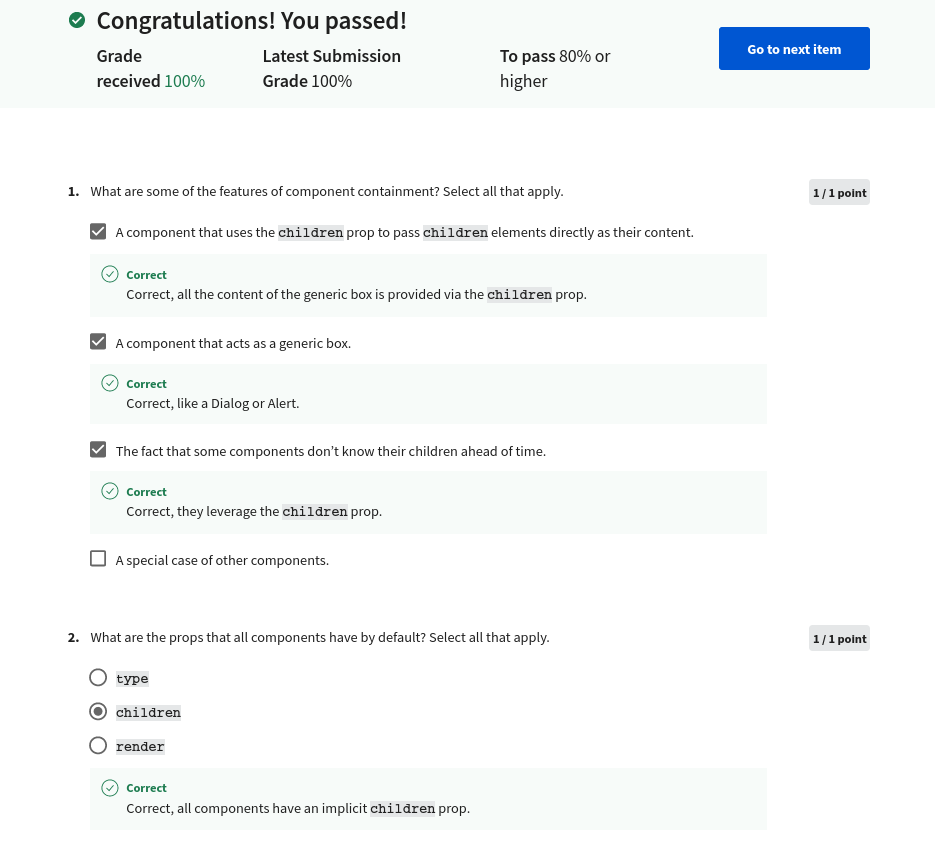 Congratulations! You passed!
Grade received 100%
Latest Submission Grade 100%
To pass 80% or higher
Go to next item
1. What are some of the features of component containment? Select all that apply.
1 / 1 point
A component that uses the children prop to pass children elements directly as their content.
Correct
Correct, all the content of the generic box is provided via the children prop.
A component that acts as a generic box.
Correct
Correct, like a Dialog or Alert.
The fact that some components don’t know their children ahead of time.
Correct
Correct, they leverage the children prop.
A special case of other components.
2. What are the props that all components have by default? Select all that apply.
1 / 1 point
type
children
render
Correct
Correct, all components have an implicit children prop.